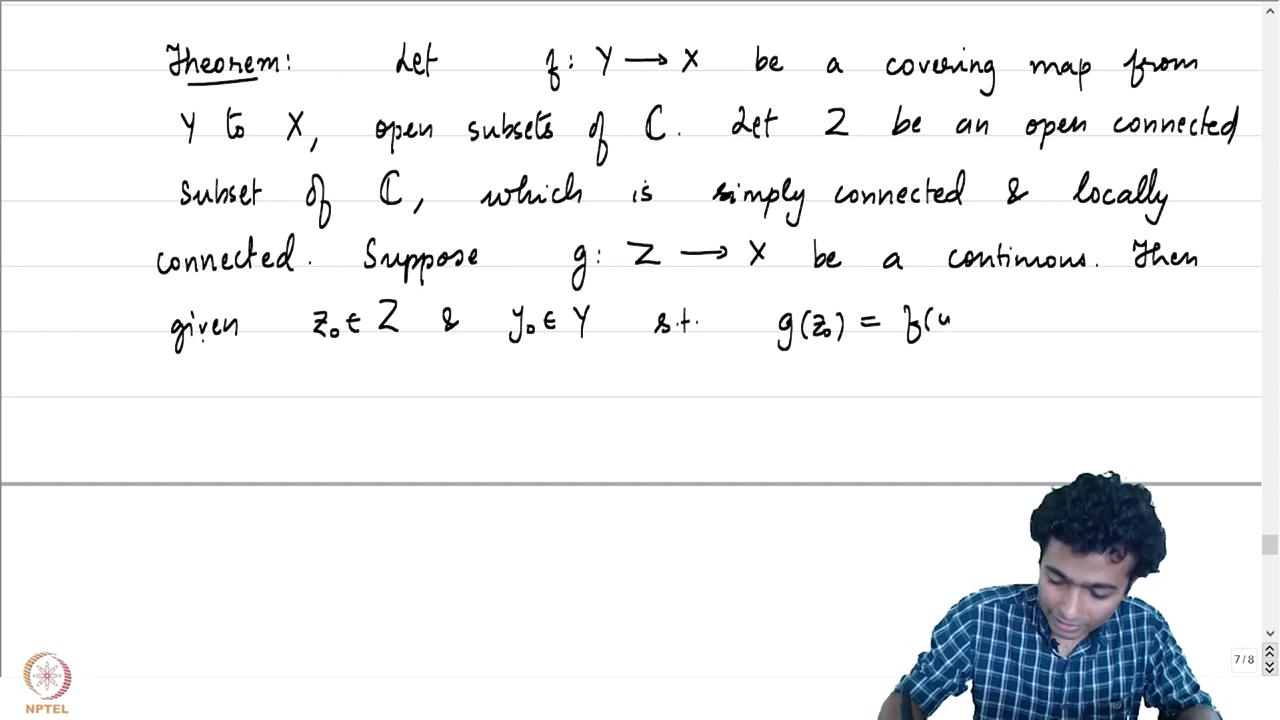 Theorem: Let f: Y → X be a covering map from
Y to X, open subsets of ℂ. Let Z be an open connected
subset of ℂ, which is simply connected & locally
connected. Suppose g: Z → X be a continuous. Then
given z₀ ∈ Z & y₀ ∈ Y s.t. g(z₀) = f(
7/8
NPTEL